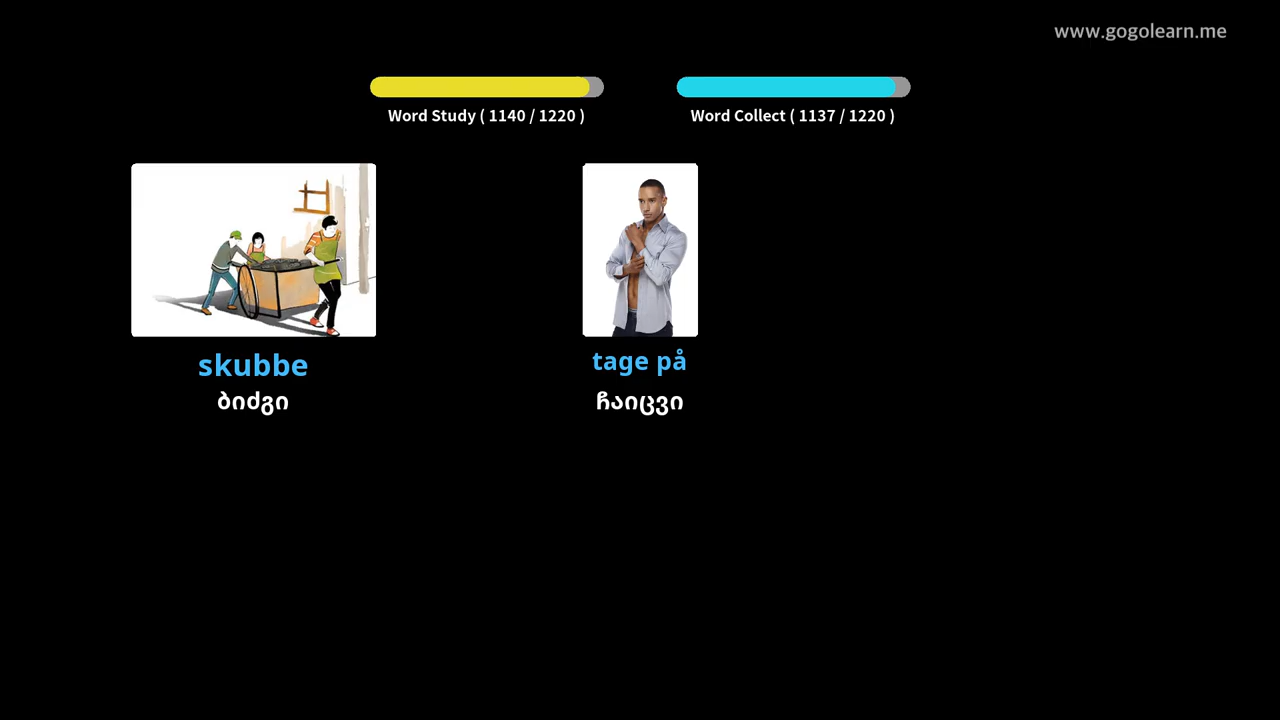 www.gogolearn.me
Word Study ( 1140 / 1220 )
Word Collect ( 1137 / 1220 )
skubbe
ბიძგი
tage på
ჩაიცვი